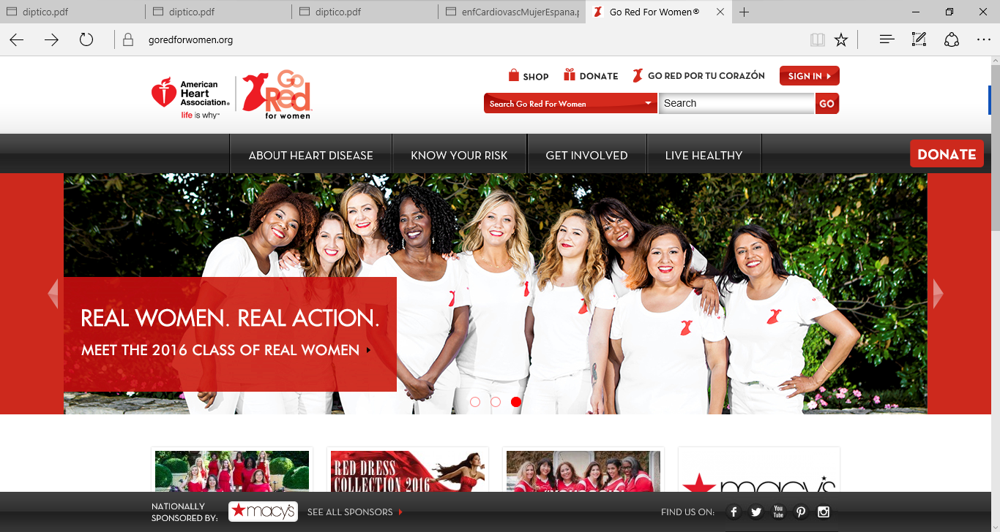 diptico.pdf
diptico.pdf
diptico.pdf
enfCardiovascMujerEspana.p
Go Red For Women®
goredforwomen.org
American
Heart
Association®
life is why™
Go
Red
for women
SHOP
DONATE
GO RED POR TU CORAZÓN
SIGN IN
Search Go Red For Women
Search
GO
ABOUT HEART DISEASE
KNOW YOUR RISK
GET INVOLVED
LIVE HEALTHY
DONATE
REAL WOMEN. REAL ACTION.
MEET THE 2016 CLASS OF REAL WOMEN
RED DRESS
COLLECTION 2016
macy's
NATIONALLY
SPONSORED BY:
macy's
SEE ALL SPONSORS
FIND US ON:
You
Tube